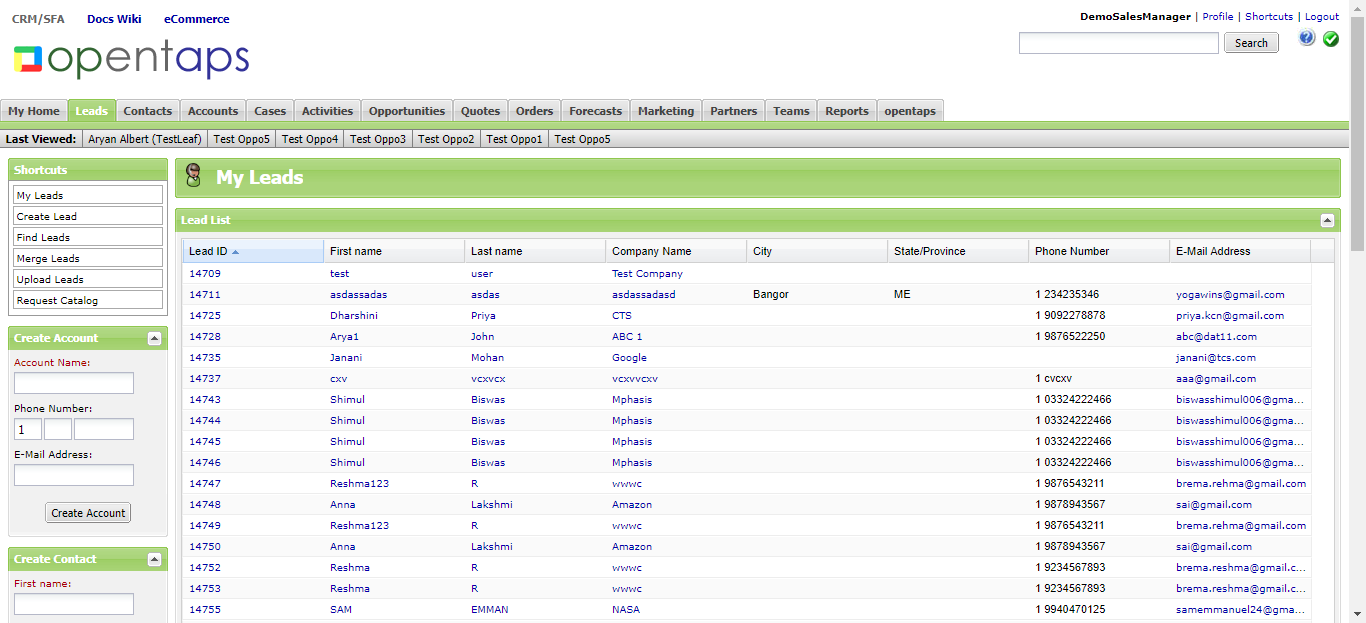 CRM/SFA Docs Wiki eCommerce DemoSalesManager | Profile | Shortcuts | Logout
opentaps Search
My Home Leads Contacts Accounts Cases Activities Opportunities Quotes Orders Forecasts Marketing Partners Teams Reports opentaps
Last Viewed: Aryan Albert (TestLeaf) Test Oppo5 Test Oppo4 Test Oppo3 Test Oppo2 Test Oppo1 Test Oppo5
Shortcuts
My Leads
Create Lead
Find Leads
Merge Leads
Upload Leads
Request Catalog
Create Account
Account Name:
Phone Number:
1
E-Mail Address:
Create Account
Create Contact
First name:
My Leads
Lead List
Lead ID First name Last name Company Name City State/Province Phone Number E-Mail Address
14709 test user Test Company
14711 asdassadas asdas asdassadasd Bangor ME 1 234235346 yogawins@gmail.com
14725 Dharshini Priya CTS 1 9092278878 priya.kcn@gmail.com
14728 Arya1 John ABC 1 1 9876522250 abc@dat11.com
14735 Janani Mohan Google janani@tcs.com
14737 cxv vcxvcx vcxvvcxv 1 cvcxv aaa@gmail.com
14743 Shimul Biswas Mphasis 1 03324222466 biswasshimul006@gma...
14744 Shimul Biswas Mphasis 1 03324222466 biswasshimul006@gma...
14745 Shimul Biswas Mphasis 1 03324222466 biswasshimul006@gma...
14746 Shimul Biswas Mphasis 1 03324222466 biswasshimul006@gma...
14747 Reshma123 R wwwc 1 9876543211 brema.rehma@gmail.com
14748 Anna Lakshmi Amazon 1 9878943567 sai@gmail.com
14749 Reshma123 R wwwc 1 9876543211 brema.rehma@gmail.com
14750 Anna Lakshmi Amazon 1 9878943567 sai@gmail.com
14752 Reshma R wwwc 1 9234567893 brema.reshma@gmail.c...
14753 Reshma R wwwc 1 9234567893 brema.reshma@gmail.c...
14755 SAM EMMAN NASA 1 9940470125 samemmanuel24@gma...